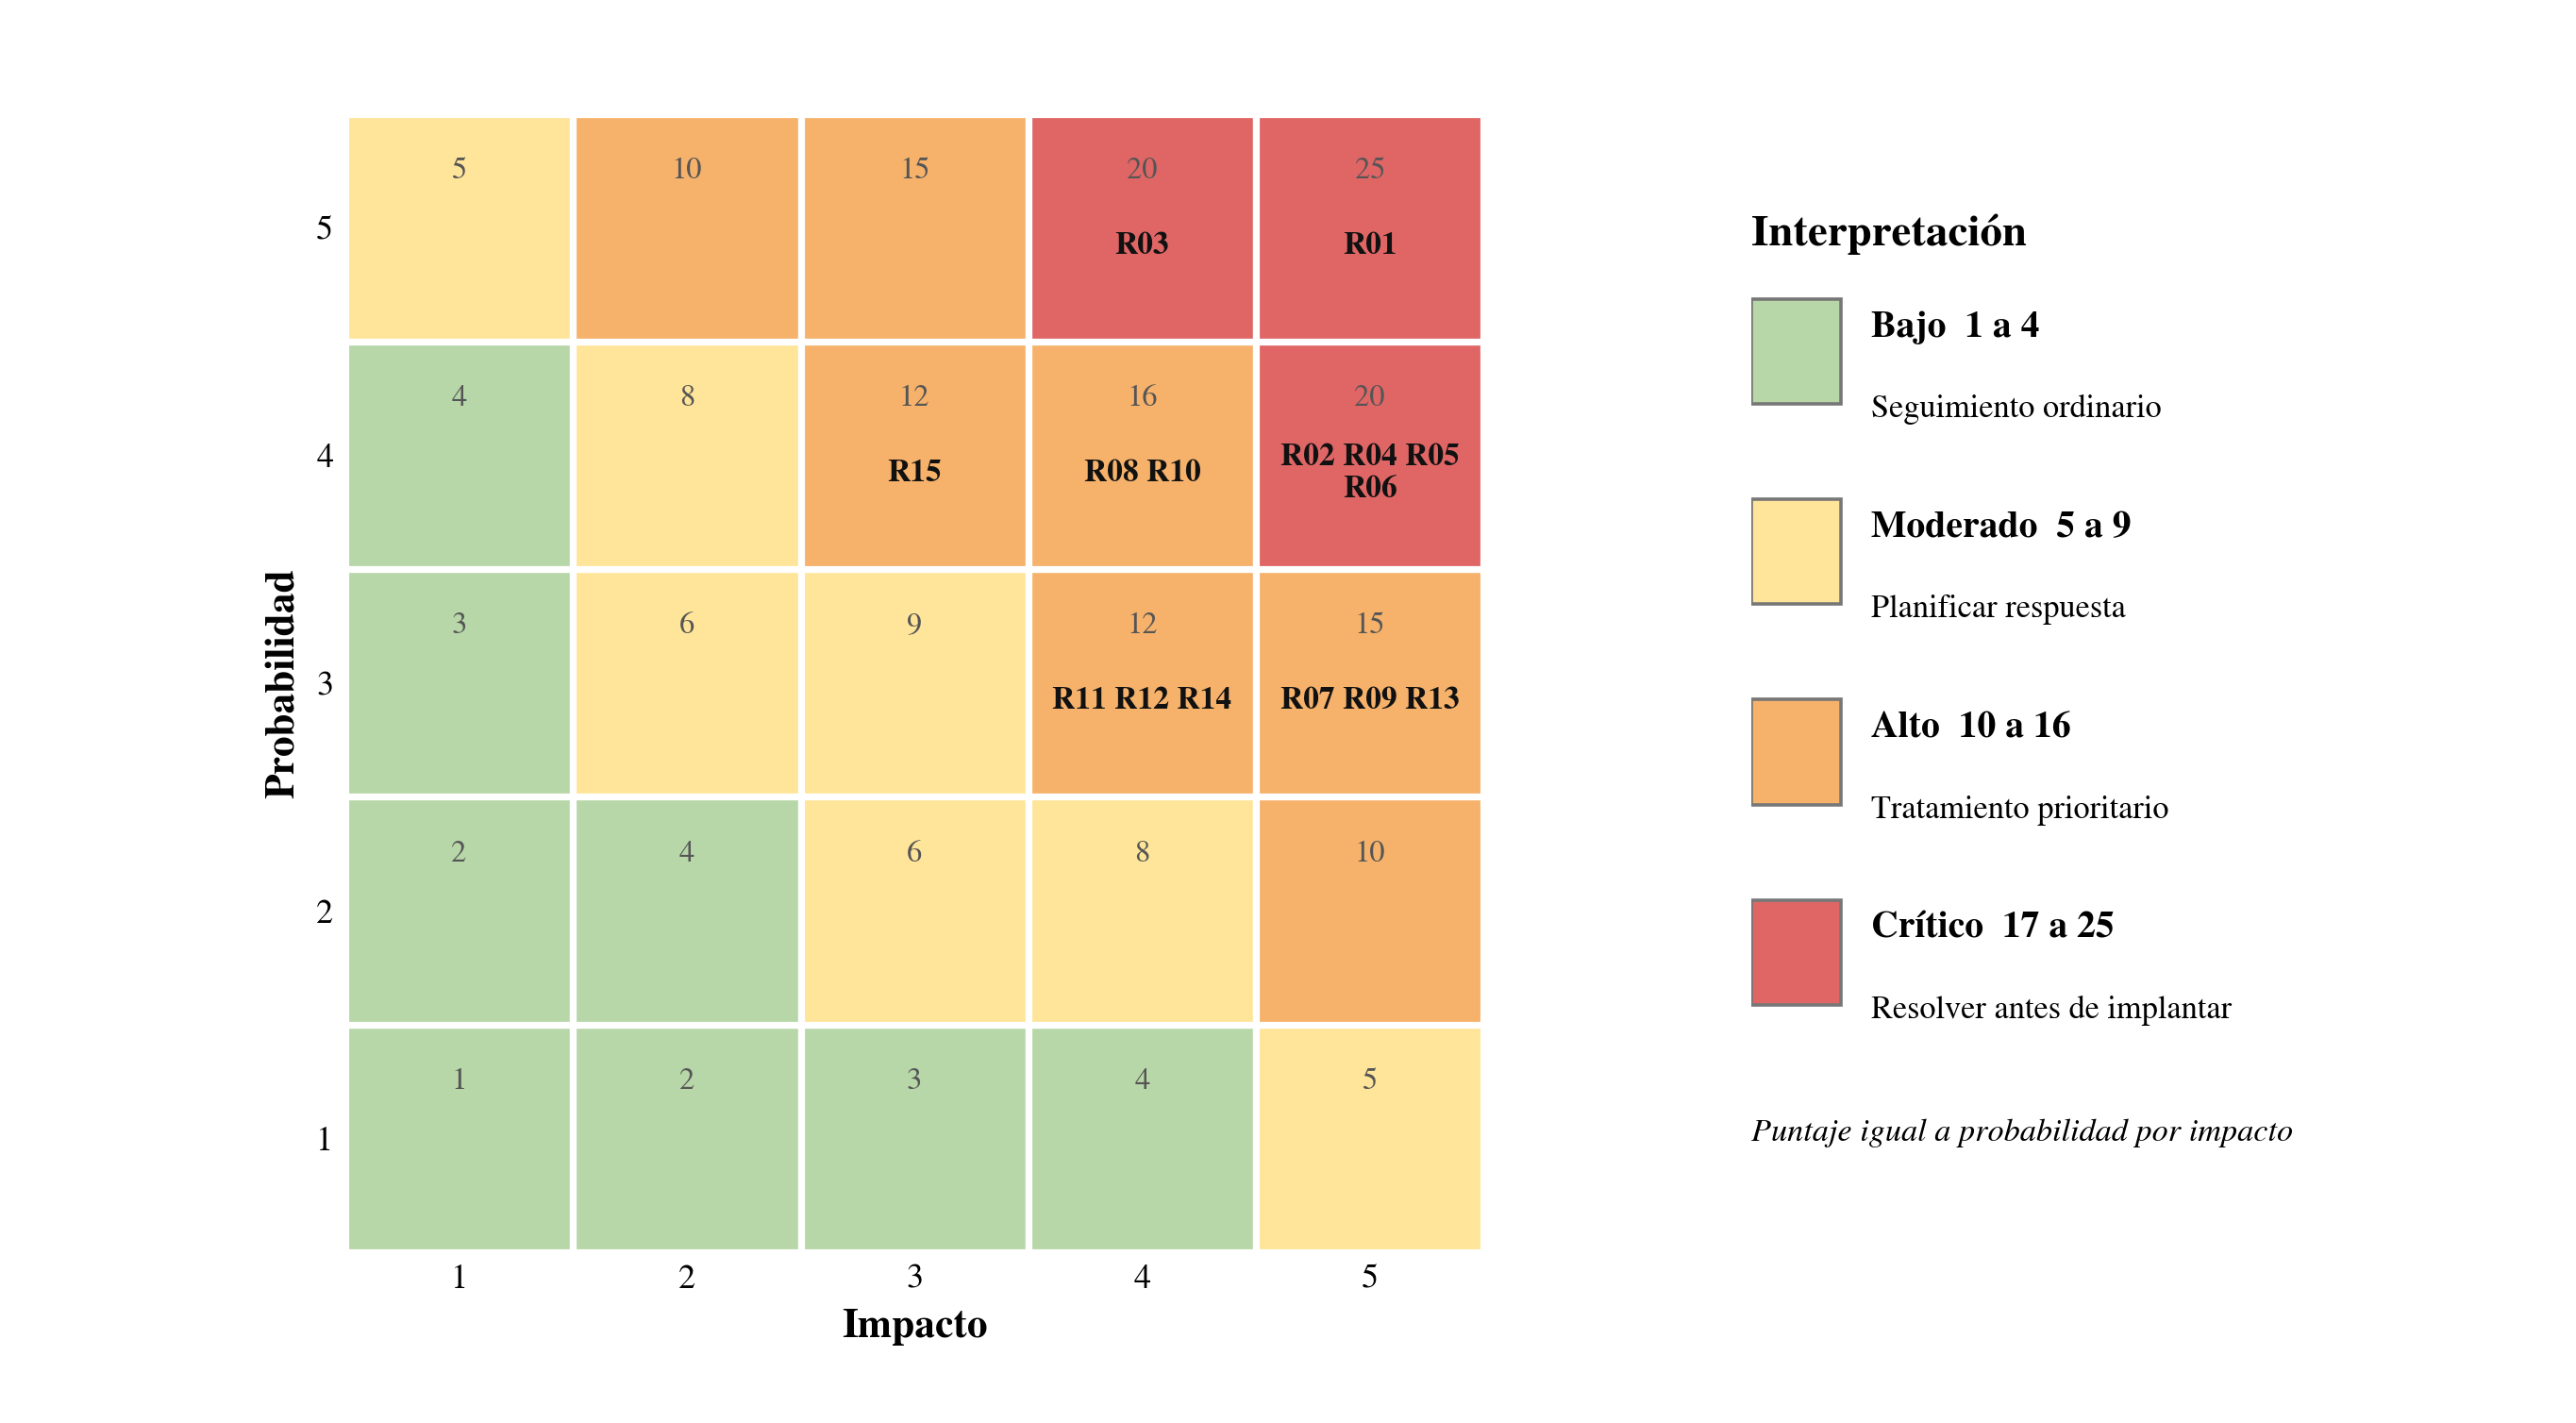 5 10 15 20 25
5
R03 R01
4 8 12 16 20
4
R15 R08 R10 R02 R04 R05
R06
3 6 9 12 15
3
R11 R12 R14 R07 R09 R13
Probabilidad
2 4 6 8 10
2
1 2 3 4 5
1
1 2 3 4 5
Impacto
Interpretación
Bajo 1 a 4
Seguimiento ordinario
Moderado 5 a 9
Planificar respuesta
Alto 10 a 16
Tratamiento prioritario
Crítico 17 a 25
Resolver antes de implantar
Puntaje igual a probabilidad por impacto